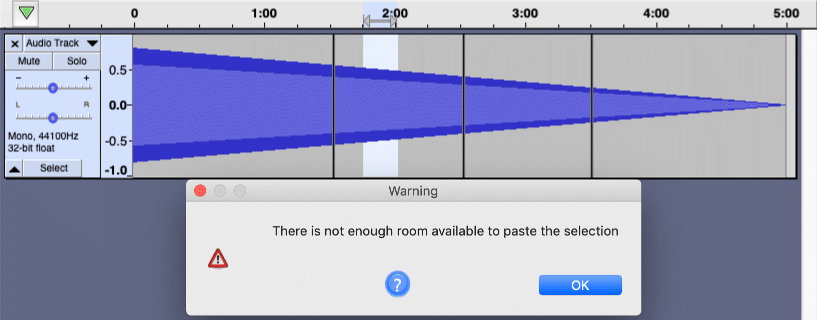 0 1:00 2:00 3:00 4:00 5:00
× Audio Track
Mute Solo
- +
L R
Mono, 44100Hz
32-bit float
Select
0.5
0.0
-0.5
-1.0
Warning
There is not enough room available to paste the selection
?
OK